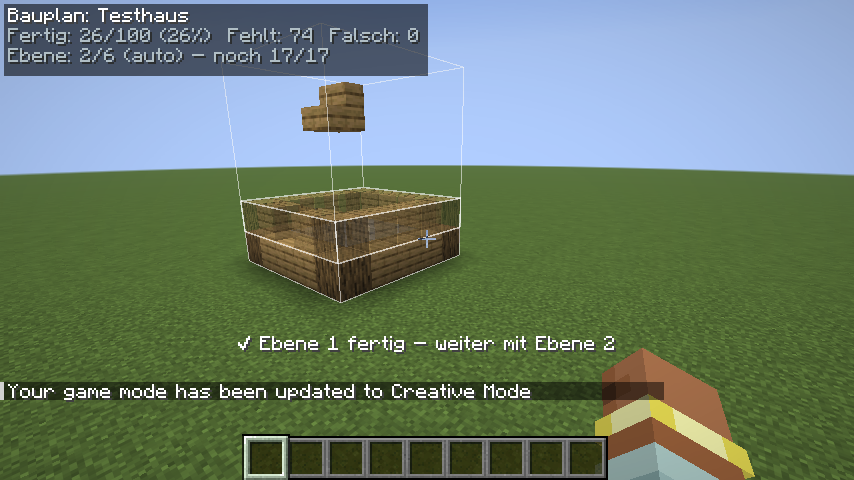 Bauplan: Testhaus
Fertig: 26/100 (26%) Fehlt: 74 Falsch: 0
Ebene: 2/6 (auto) — noch 17/17
✓ Ebene 1 fertig — weiter mit Ebene 2
Your game mode has been updated to Creative Mode